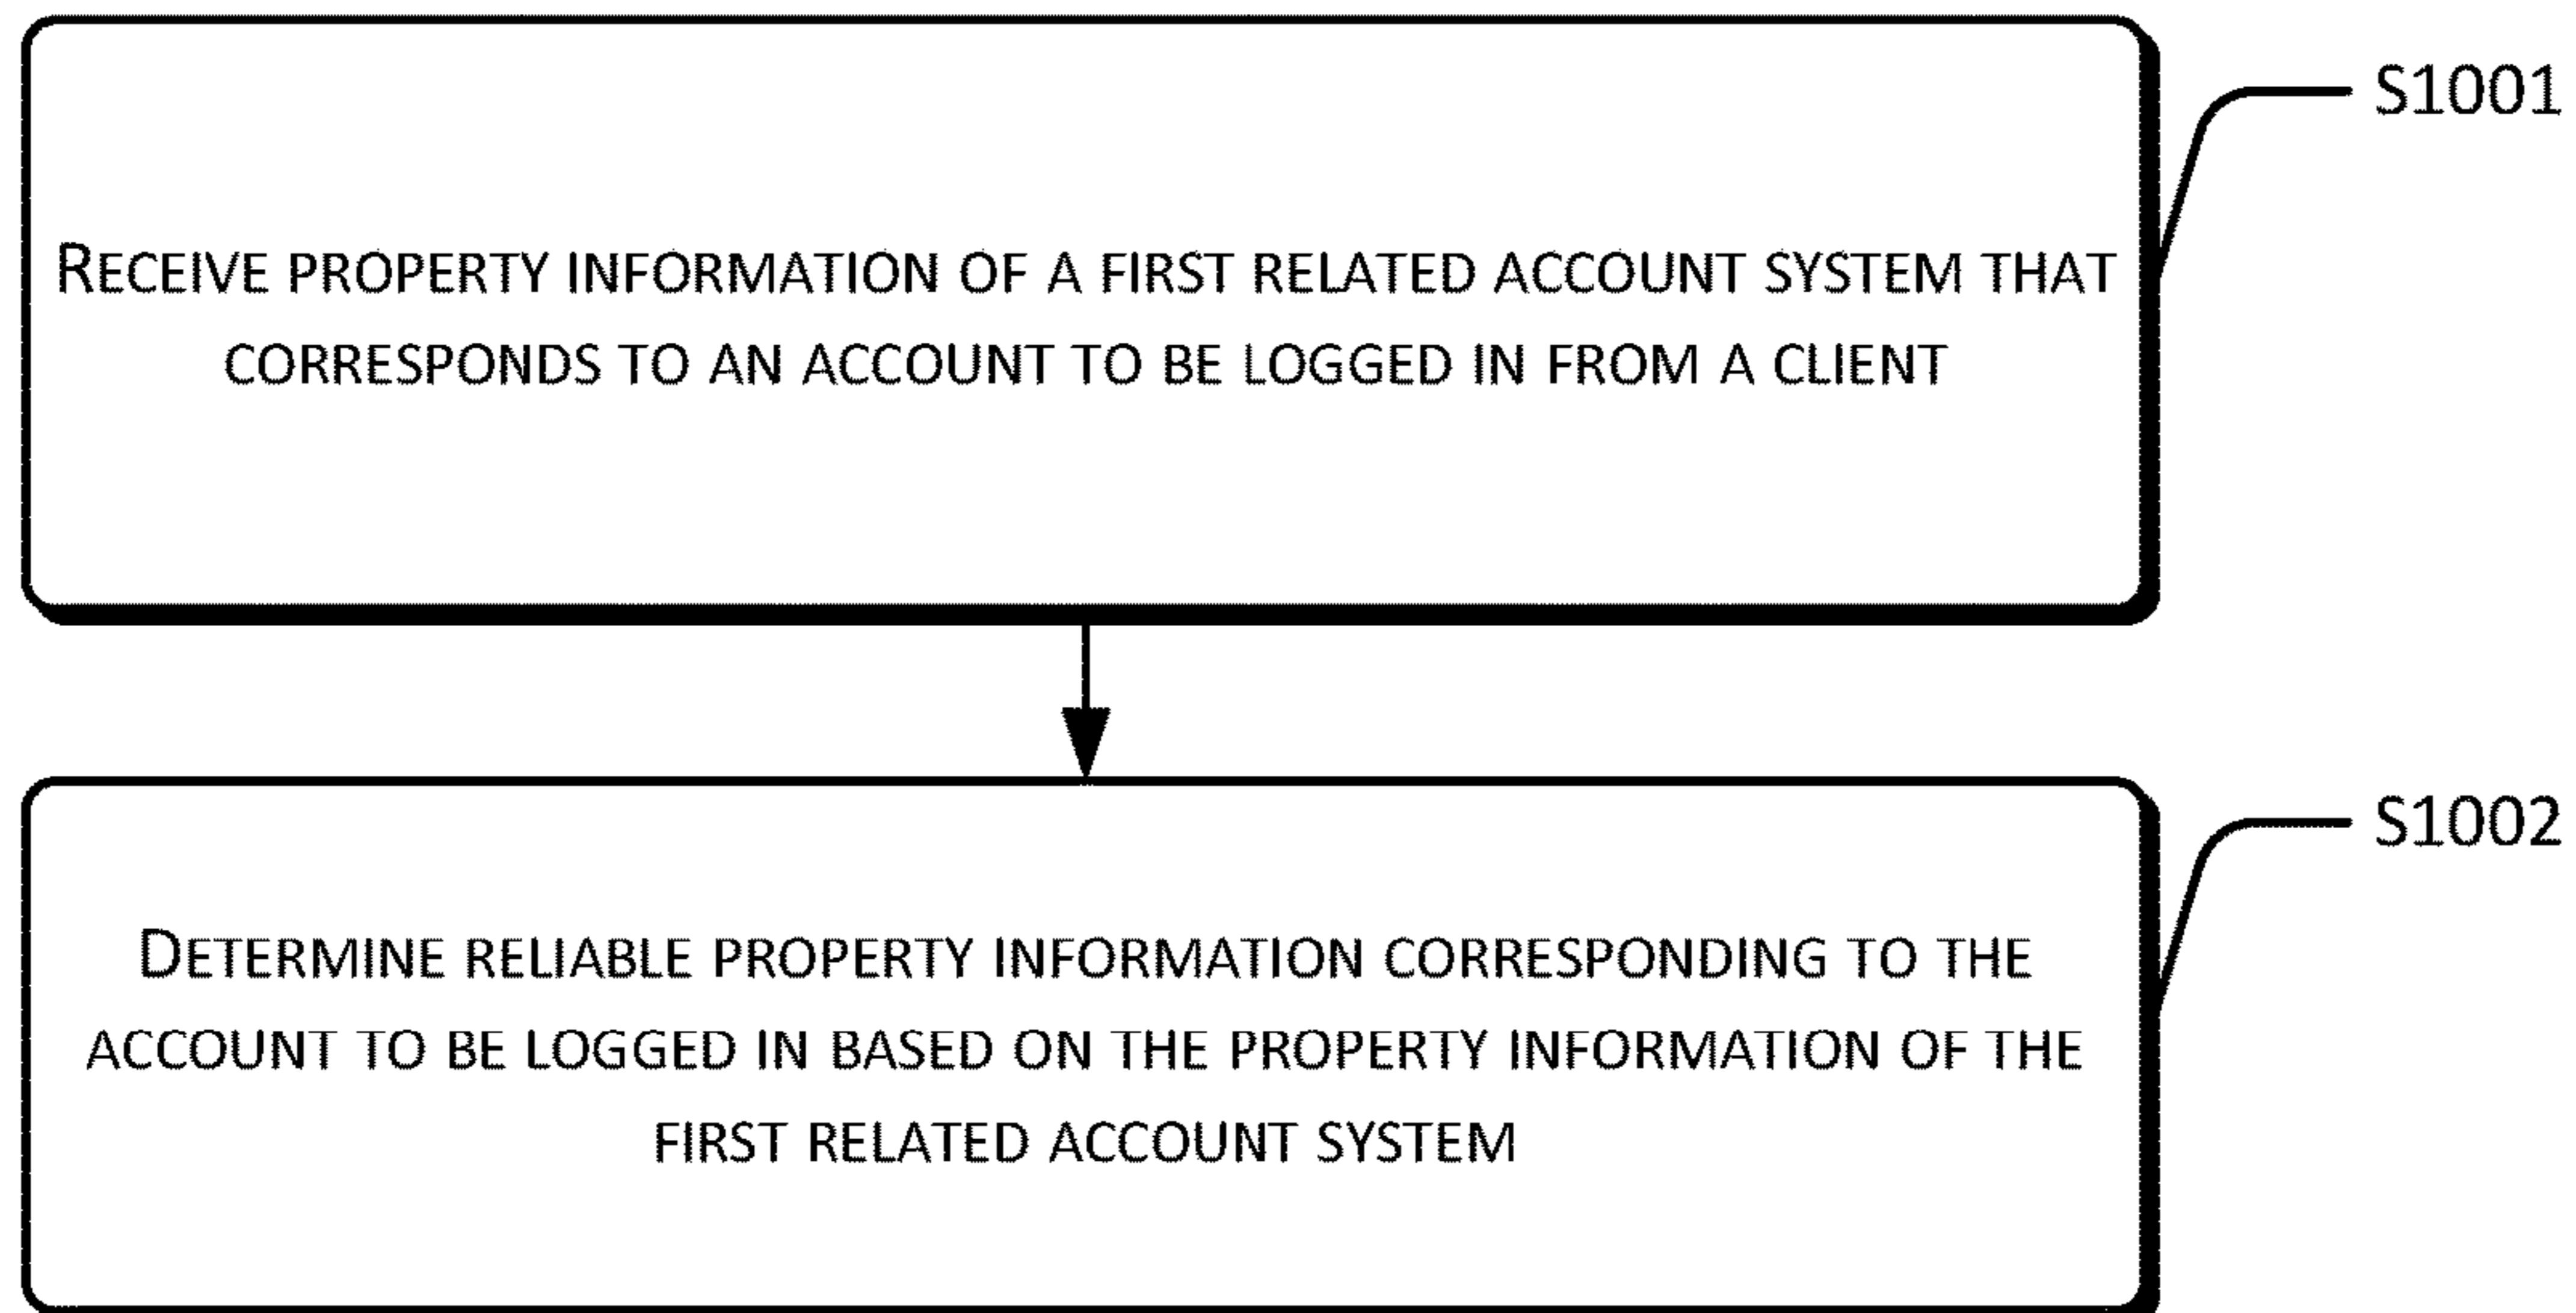 RECEIVE PROPERTY INFORMATION OF A FIRST RELATED ACCOUNT SYSTEM THAT
CORRESPONDS TO AN ACCOUNT TO BE LOGGED IN FROM A CLIENT
S1001
DETERMINE RELIABLE PROPERTY INFORMATION CORRESPONDING TO THE
ACCOUNT TO BE LOGGED IN BASED ON THE PROPERTY INFORMATION OF THE
FIRST RELATED ACCOUNT SYSTEM
S1002